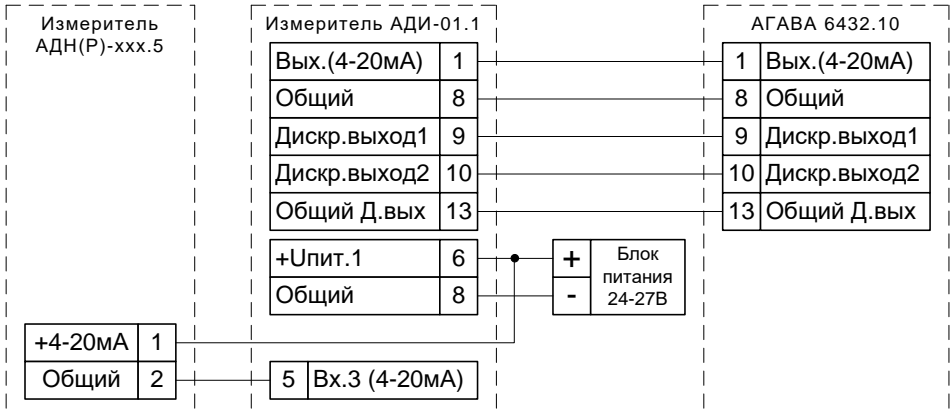 Измеритель
АДН(Р)-xxx.5
Измеритель АДИ-01.1
АГАВА 6432.10
Вых.(4-20мА) 1
1 Вых.(4-20мА)
Общий 8
8 Общий
Дискр.выход1 9
9 Дискр.выход1
Дискр.выход2 10
10 Дискр.выход2
Общий Д.вых 13
13 Общий Д.вых
+Uпит.1 6
Общий 8
+
-
Блок
питания
24-27В
+4-20мА 1
Общий 2
5 Вх.3 (4-20мА)